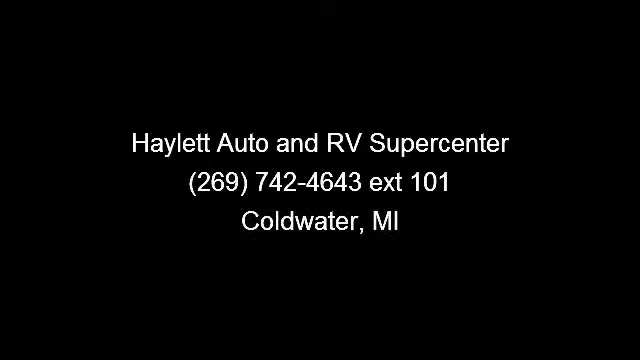 Haylett Auto and RV Supercenter
(269) 742-4643 ext 101
Coldwater, MI